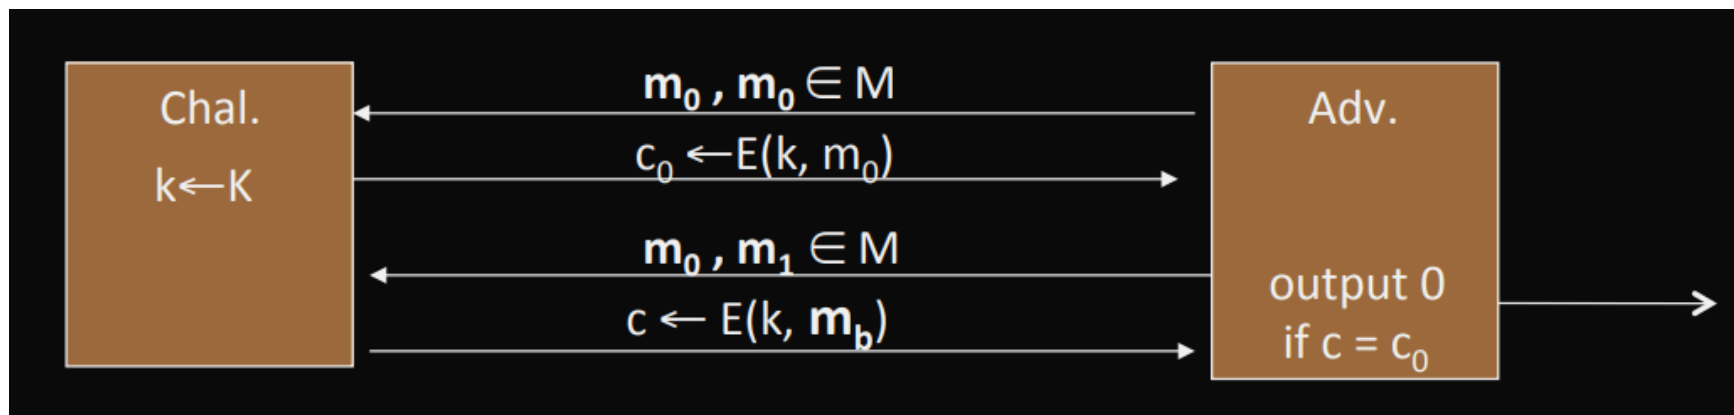 Chal.
k←K
m₀ , m₀ ∈ M
c₀ ←E(k, m₀)
m₀ , m₁ ∈ M
c ← E(k, m_b)
Adv.
output 0
if c = c₀